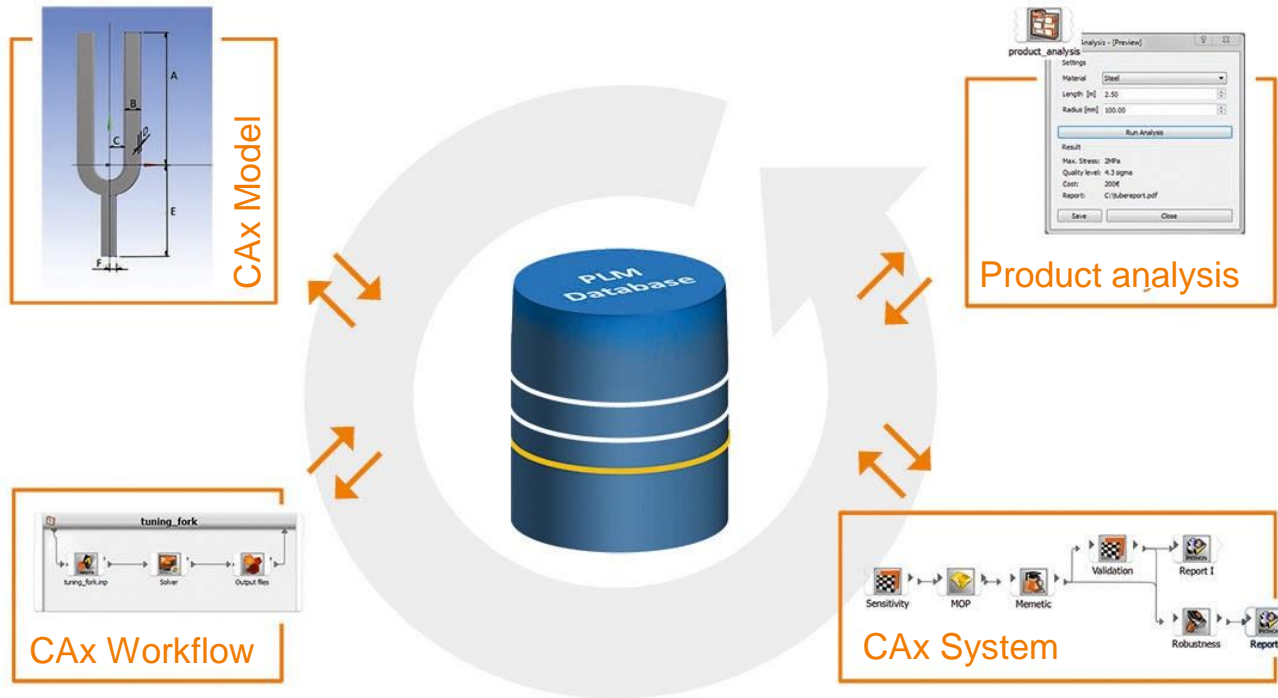 A
B
C
D
E
F
CAx Model
product_analysis
Analysis - [Preview]
Settings
Material Steel
Length [m] 2.50
Radius [mm] 100.00
Run Analysis
Result
Max. Stress: 2MPa
Quality level: 4.3 sigma
Cost: 200€
Report: C:\tubereport.pdf
Save Close
Product analysis
PLM
Database
tuning_fork
tuning_fork.inp Solver Output files
CAx Workflow
Validation Report I
Sensitivity MOP Memetic
Robustness Report
CAx System